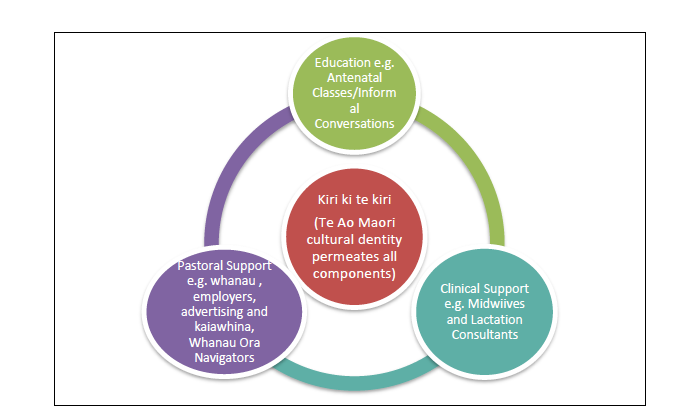 Education e.g.
Antenatal
Classes/Inform
al
Conversations
Kiri ki te kiri
(Te Ao Maori
cultural dentity
permeates all
components)
Pastoral Support
e.g. whanau ,
employers,
advertising and
kaiawhina,
Whanau Ora
Navigators
Clinical Support
e.g. Midwiives
and Lactation
Consultants